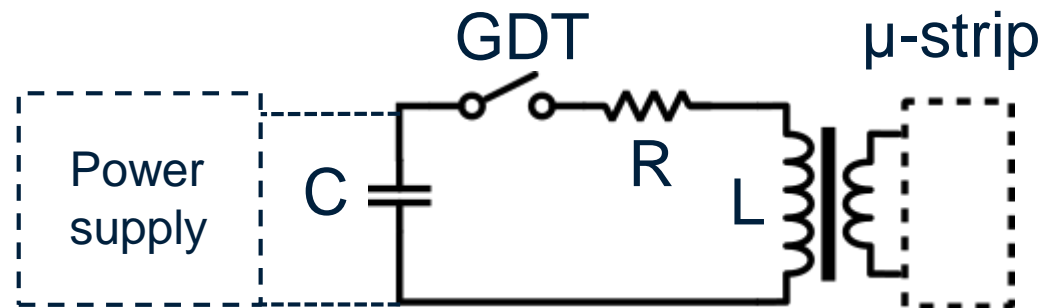 GDT
μ-strip
Power
supply
C
R
L